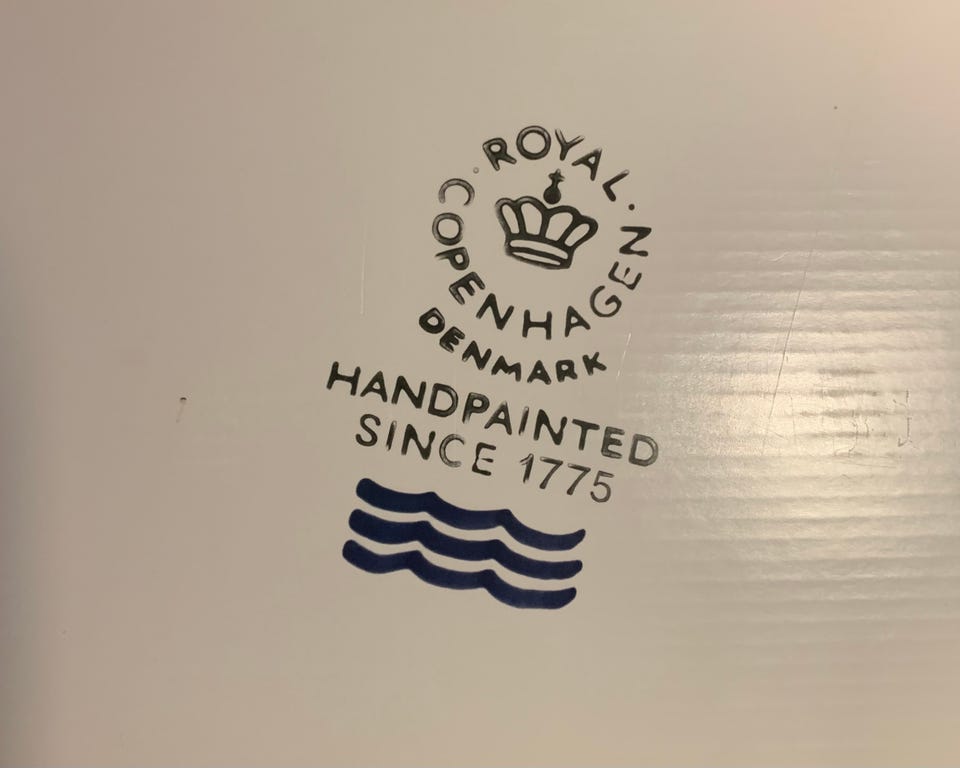 ROYAL.
COPENHAGEN
DENMARK
HANDPAINTED
SINCE 1775